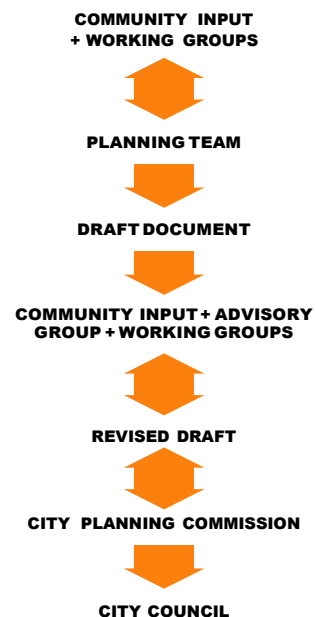 COMMUNITY INPUT
+ WORKING GROUPS
PLANNING TEAM
DRAFT DOCUMENT
COMMUNITY INPUT + ADVISORY
GROUP + WORKING GROUPS
REVISED DRAFT
CITY PLANNING COMMISSION
CITY COUNCIL